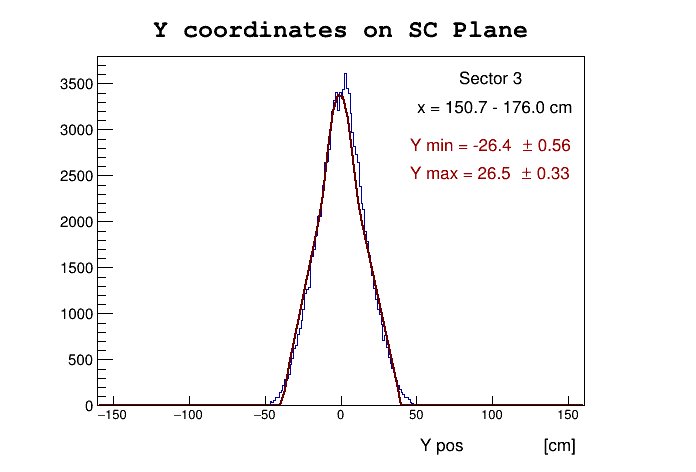 Y coordinates on SC Plane
Sector 3
x = 150.7 - 176.0 cm
Y min = -26.4 ± 0.56
Y max = 26.5 ± 0.33
3500
3000
2500
2000
1500
1000
500
0
−150 −100 −50 0 50 100 150
Y pos [cm]